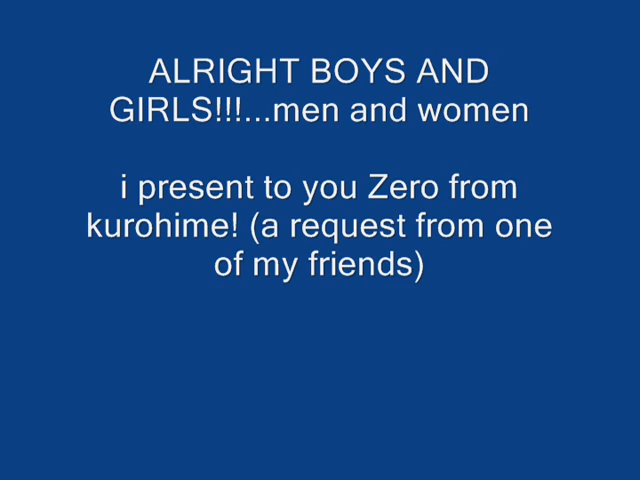 ALRIGHT BOYS AND
GIRLS!!!...men and women
i present to you Zero from
kurohime! (a request from one
of my friends)